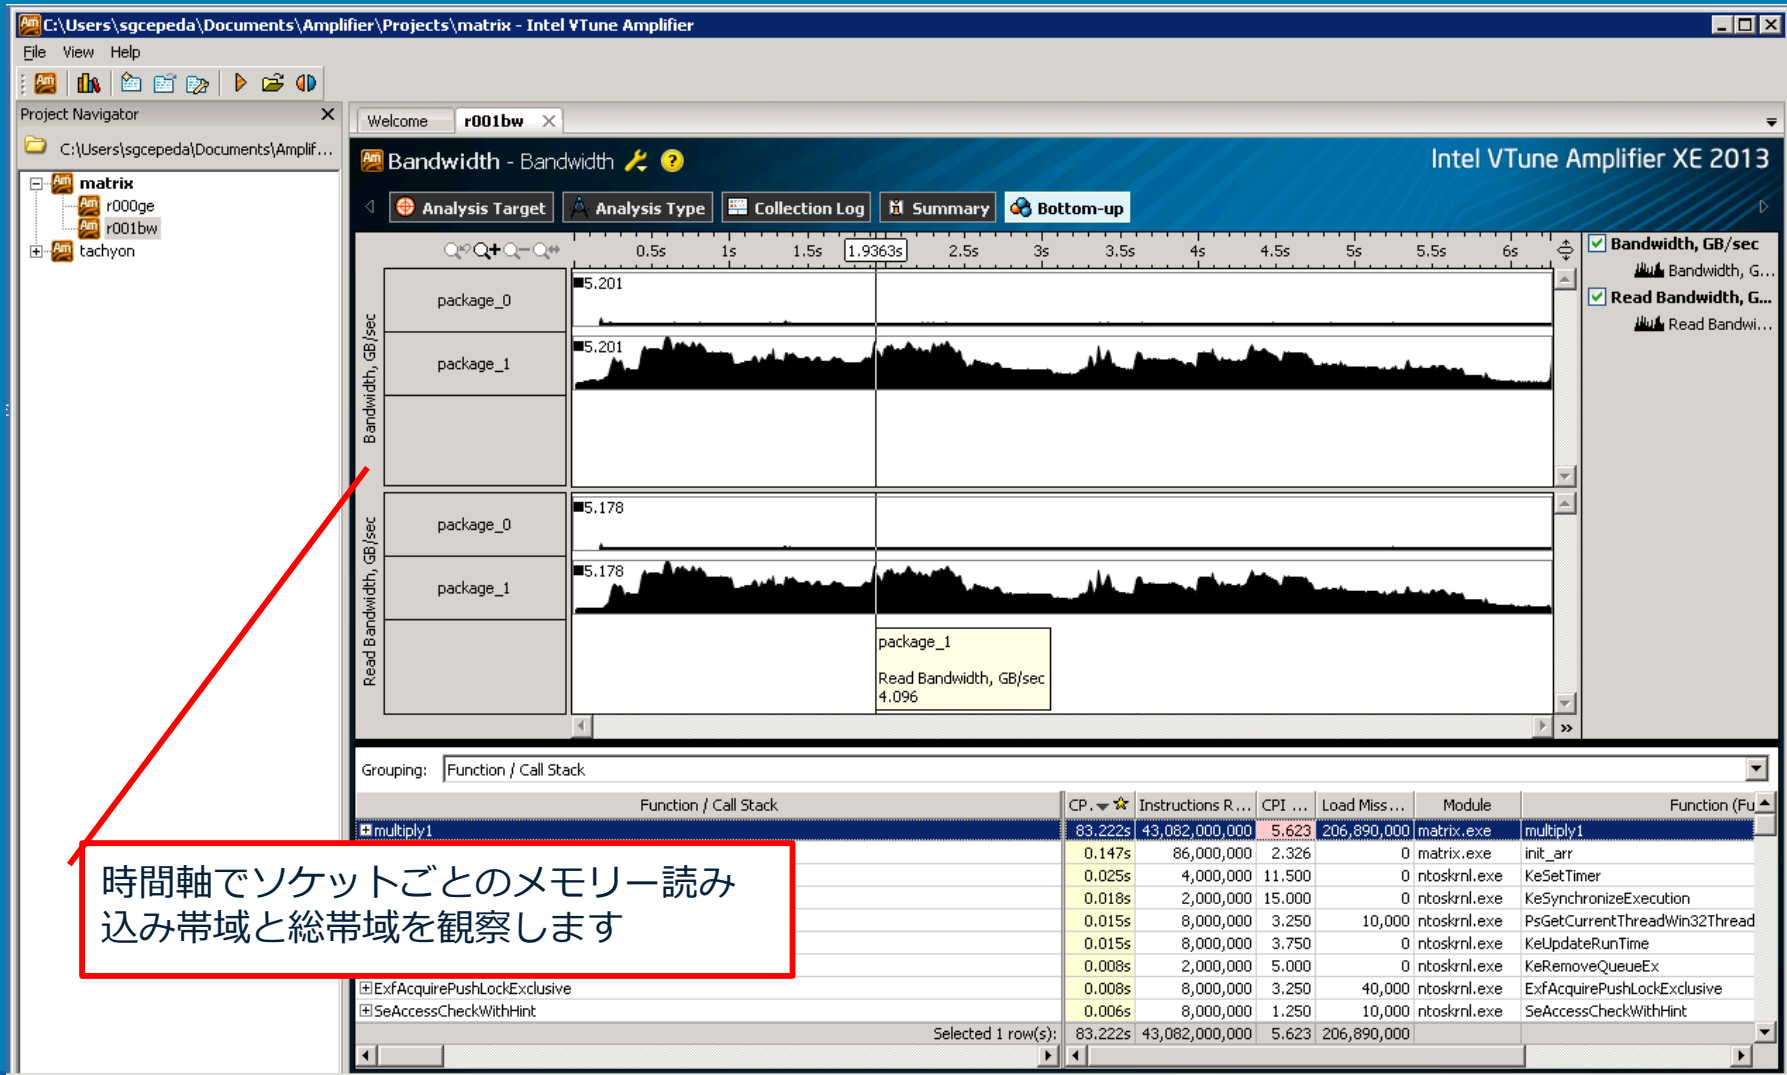 C:\Users\sgcepeda\Documents\Amplifier\Projects\matrix - Intel VTune Amplifier
File View Help
Project Navigator
C:\Users\sgcepeda\Documents\Amplif...
matrix
r000ge
r001bw
tachyon
Welcome r001bw
Bandwidth - Bandwidth
Intel VTune Amplifier XE 2013
Analysis Target Analysis Type Collection Log Summary Bottom-up
0.5s 1s 1.5s 1.9363s 2.5s 3s 3.5s 4s 4.5s 5s 5.5s 6s
Bandwidth, GB/sec
package_0
5.201
package_1
5.201
Read Bandwidth, GB/sec
package_0
5.178
package_1
5.178
package_1
Read Bandwidth, GB/sec
4.096
Bandwidth, GB/sec
Bandwidth, G...
Read Bandwidth, G...
Read Bandwi...
Grouping: Function / Call Stack
Function / Call Stack CP. Instructions R... CPI ... Load Miss... Module Function (Fu
multiply1 83.222s 43,082,000,000 5.623 206,890,000 matrix.exe multiply1
0.147s 86,000,000 2.326 0 matrix.exe init_arr
0.025s 4,000,000 11.500 0 ntoskrnl.exe KeSetTimer
0.018s 2,000,000 15.000 0 ntoskrnl.exe KeSynchronizeExecution
0.015s 8,000,000 3.250 10,000 ntoskrnl.exe PsGetCurrentThreadWin32Thread
0.015s 8,000,000 3.750 0 ntoskrnl.exe KeUpdateRunTime
0.008s 2,000,000 5.000 0 ntoskrnl.exe KeRemoveQueueEx
ExfAcquirePushLockExclusive 0.008s 8,000,000 3.250 40,000 ntoskrnl.exe ExfAcquirePushLockExclusive
SeAccessCheckWithHint 0.006s 8,000,000 1.250 10,000 ntoskrnl.exe SeAccessCheckWithHint
Selected 1 row(s): 83.222s 43,082,000,000 5.623 206,890,000
時間軸でソケットごとのメモリー読み
込み帯域と総帯域を観察します